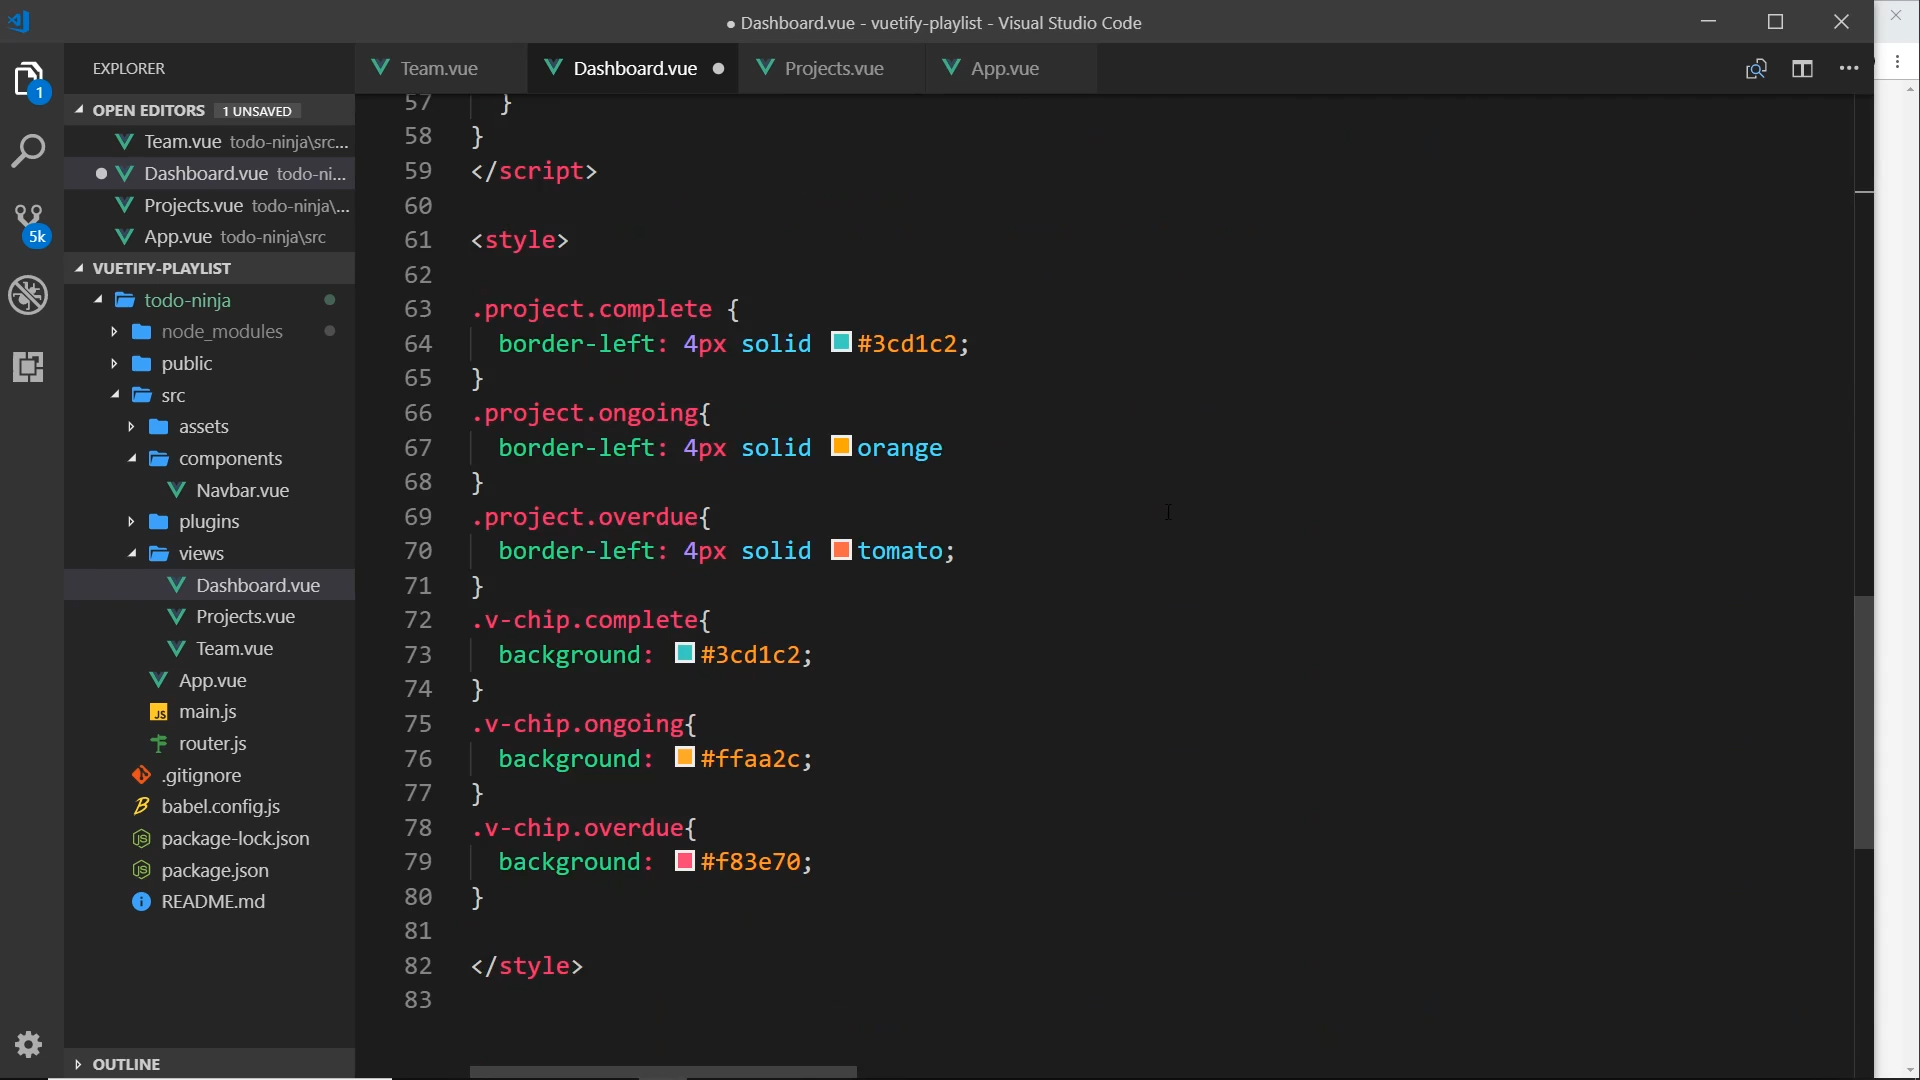 ● Dashboard.vue - vuetify-playlist - Visual Studio Code
1
5k
EXPLORER
OPEN EDITORS 1 UNSAVED
Team.vue todo-ninja\src...
Dashboard.vue todo-ni...
Projects.vue todo-ninja\...
App.vue todo-ninja\src
VUETIFY-PLAYLIST
todo-ninja
node_modules
public
src
assets
components
Navbar.vue
plugins
views
Dashboard.vue
Projects.vue
Team.vue
App.vue
JS main.js
router.js
.gitignore
babel.config.js
package-lock.json
package.json
README.md
OUTLINE
Team.vue Dashboard.vue Projects.vue App.vue
57 }
58 }
59 </script>
60
61 <style>
62
63 .project.complete {
64 border-left: 4px solid #3cd1c2;
65 }
66 .project.ongoing{
67 border-left: 4px solid orange
68 }
69 .project.overdue{
70 border-left: 4px solid tomato;
71 }
72 .v-chip.complete{
73 background: #3cd1c2;
74 }
75 .v-chip.ongoing{
76 background: #ffaa2c;
77 }
78 .v-chip.overdue{
79 background: #f83e70;
80 }
81
82 </style>
83